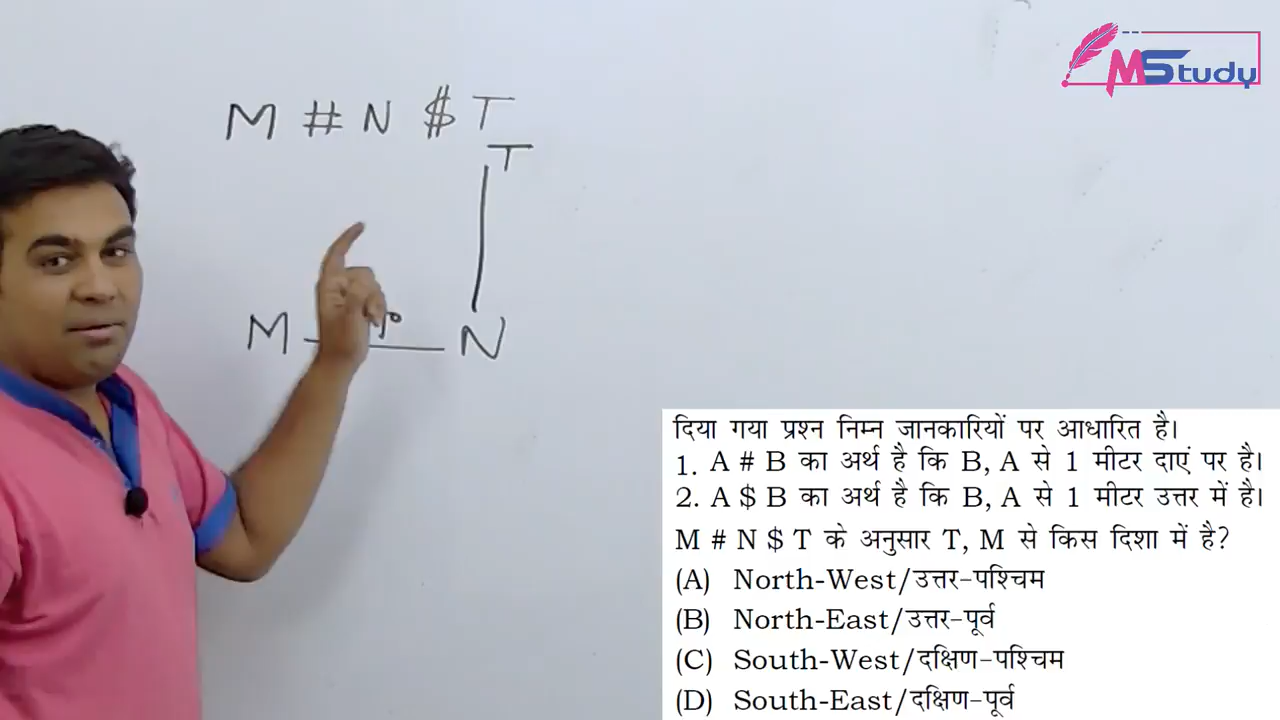 MStudy
M # N $ T
T
M N
दिया गया प्रश्न निम्न जानकारियों पर आधारित है।
1. A # B का अर्थ है कि B, A से 1 मीटर दाएं पर है।
2. A $ B का अर्थ है कि B, A से 1 मीटर उत्तर में है।
M # N $ T के अनुसार T, M से किस दिशा में है?
(A) North-West/उत्तर-पश्चिम
(B) North-East/उत्तर-पूर्व
(C) South-West/दक्षिण-पश्चिम
(D) South-East/दक्षिण-पूर्व